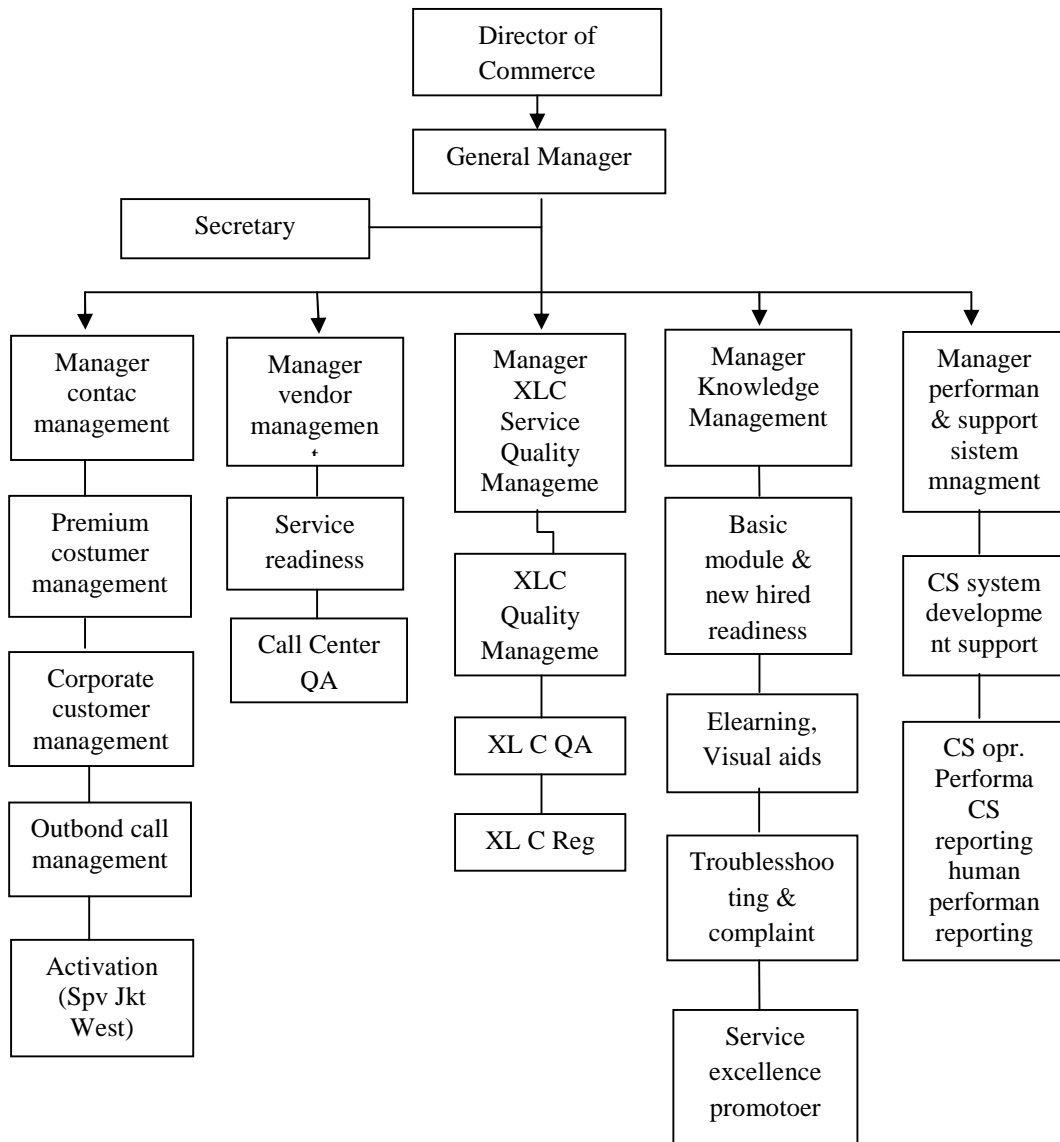 Director of
Commerce
General Manager
Secretary
Manager
contac
management
Premium
costumer
management
Corporate
customer
management
Outbond call
management
Activation
(Spv Jkt
West)
Manager
vendor
managemen
t
Service
readiness
Call Center
QA
Manager
XLC
Service
Quality
Manageme
XLC
Quality
Manageme
XL C QA
XL C Reg
Manager
Knowledge
Management
Basic
module &
new hired
readiness
Elearning,
Visual aids
Troublesshoo
ting &
complaint
Service
excellence
promotoer
Manager
performan
& support
sistem
mnagment
CS system
developme
nt support
CS opr.
Performa
CS
reporting
human
performan
reporting